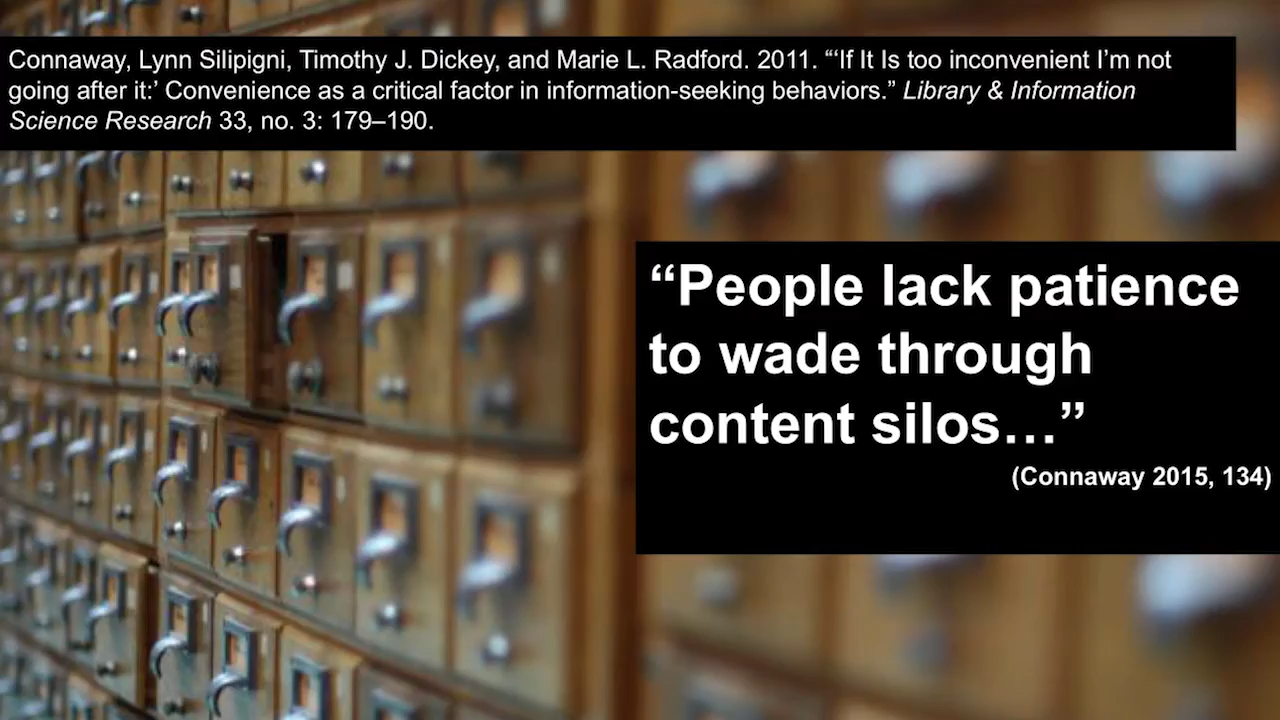 Connaway, Lynn Silipigni, Timothy J. Dickey, and Marie L. Radford. 2011. “‘If It Is too inconvenient I’m not
going after it:’ Convenience as a critical factor in information-seeking behaviors.” Library & Information
Science Research 33, no. 3: 179–190.
“People lack patience
to wade through
content silos…”
(Connaway 2015, 134)